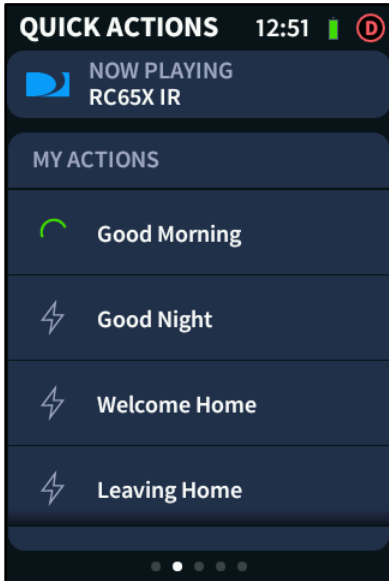 QUICK ACTIONS 12:51 D
NOW PLAYING
RC65X IR
MY ACTIONS
Good Morning
Good Night
Welcome Home
Leaving Home